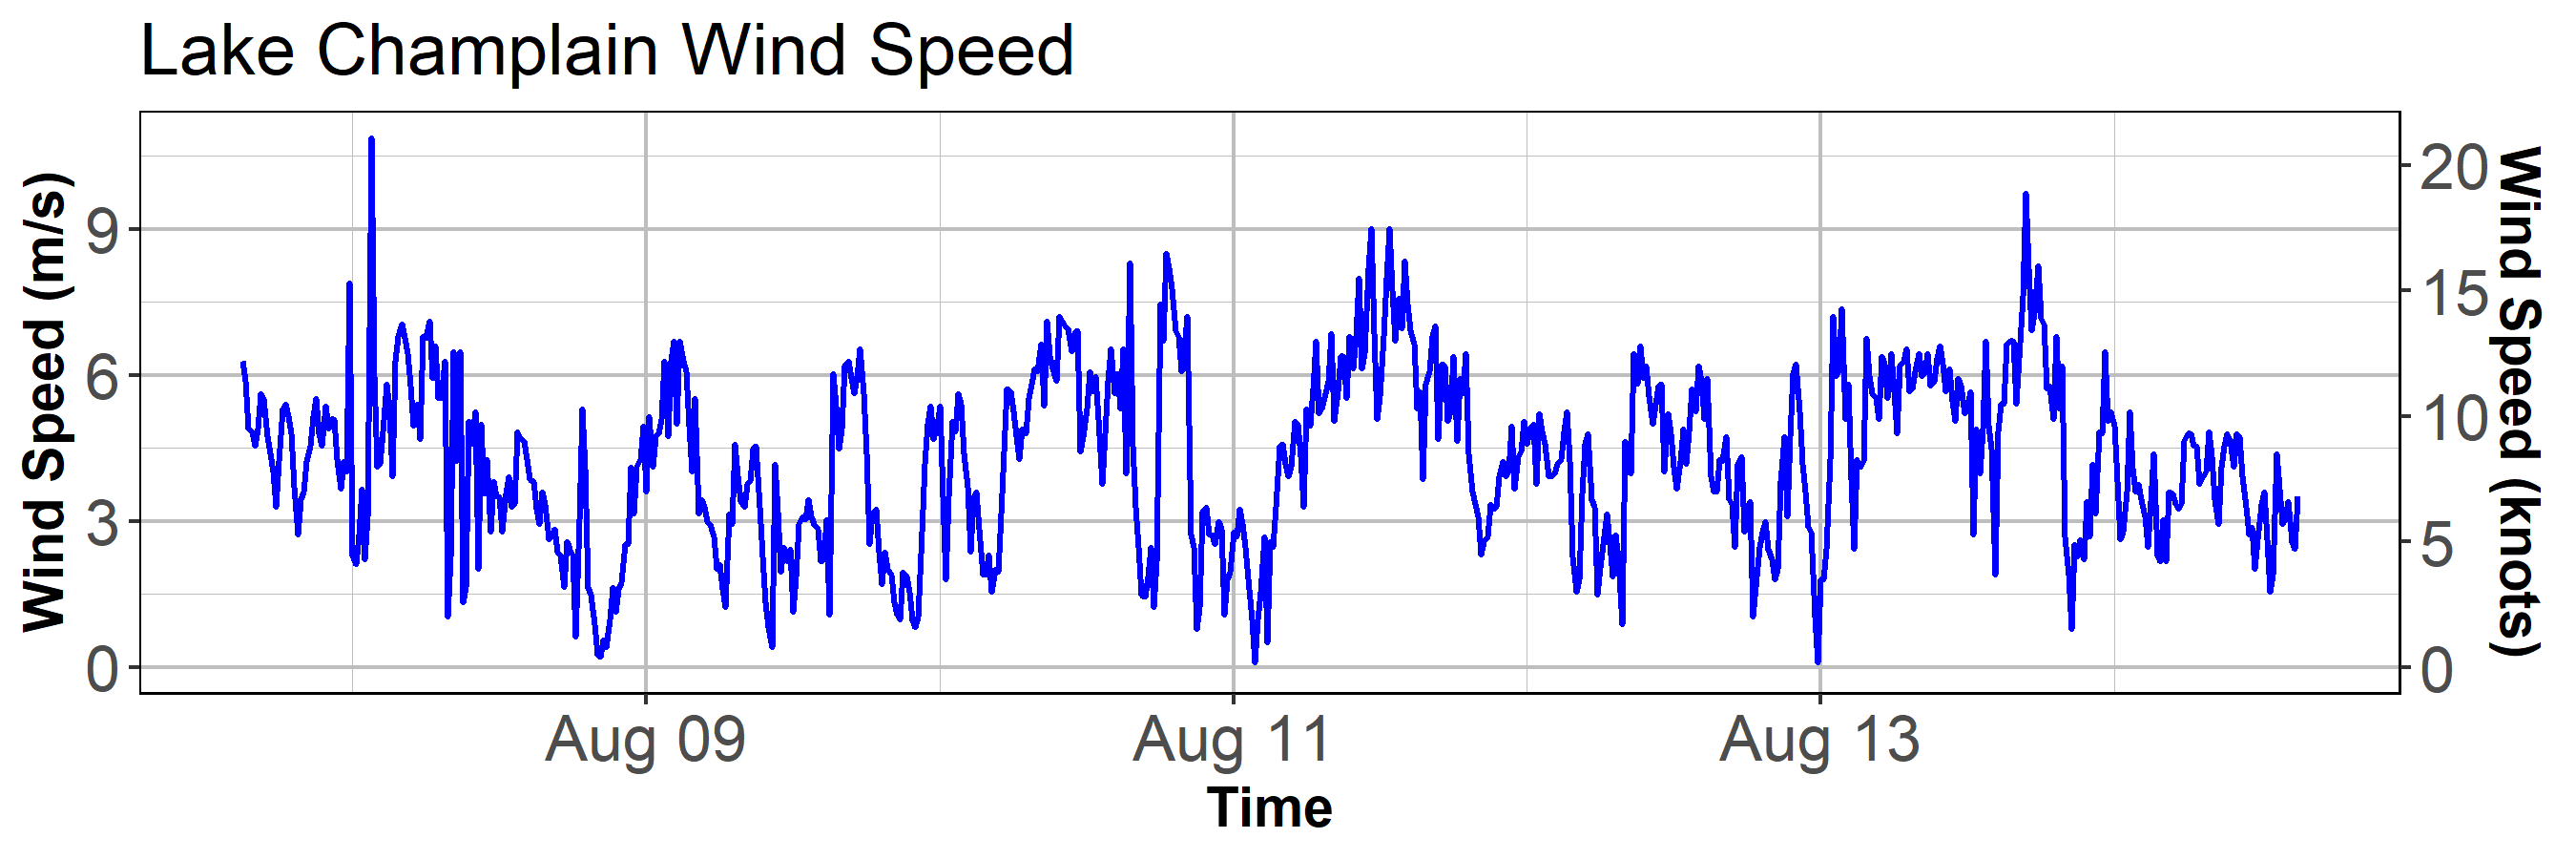 Lake Champlain Wind Speed
Wind Speed (m/s)
9
6
3
0
20
15
10
5
0
Wind Speed (knots)
Aug 09
Aug 11
Aug 13
Time